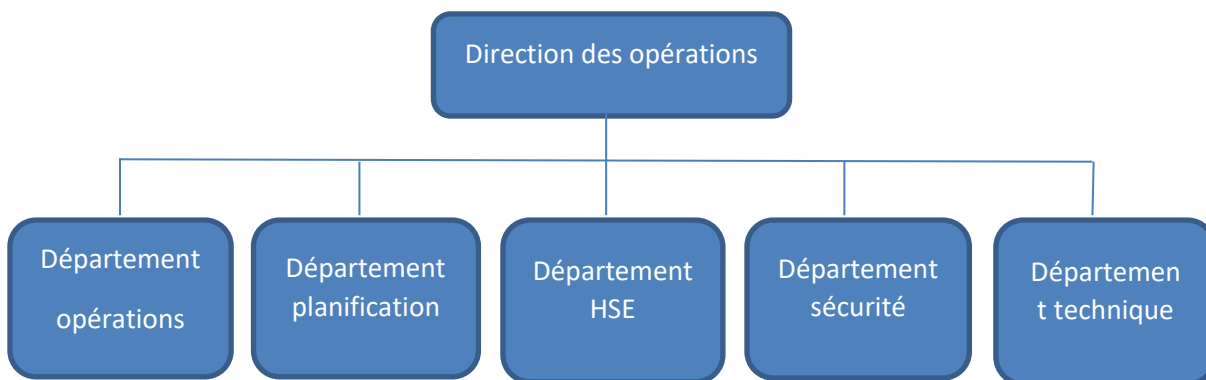 Direction des opérations
Département
opérations
Département
planification
Département
HSE
Département
sécurité
Départemen
t technique